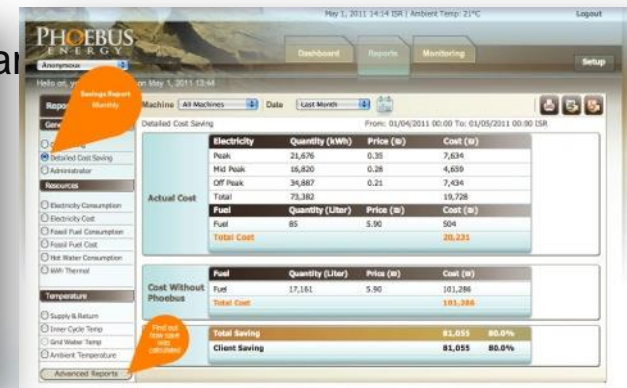 May 1, 2011 14:14 ISR | Ambient Temp: 21°C
Logout
PHOEBUS
ENERGY
Dashboard
Reports
Monitoring
Setup
Anonymous
on May 1, 2011 13:44
Savings Report
Monthly
Machine
All Machines
Date
Last Month
Detailed Cost Saving
From: 01/04/2011 00:00 To: 01/05/2011 00:00 ISR
Detailed Cost Saving
Administrator
Resources
Electricity Consumption
Electricity Cost
Fossil Fuel Consumption
Fossil Fuel Cost
Hot Water Consumption
Temperature
Supply & Return
Inner Cycle Temp
Grid Water Temp
Ambient Temperature
Advanced Reports
Find out
how save
was
calculated
Actual Cost
Electricity Quantity (kWh) Price (₪) Cost (₪)
Peak 21,676 0.35 7,634
Mid Peak 16,820 0.28 4,659
Off Peak 34,887 0.21 7,434
Total 73,382 19,728
Fuel Quantity (Liter) Price (₪) Cost (₪)
Fuel 85 5.90 504
Total Cost 20,231
Cost Without
Phoebus
Fuel Quantity (Liter) Price (₪) Cost (₪)
Fuel 17,161 5.90 101,286
Total Cost 101,286
Total Saving 81,055 80.0%
Client Saving 81,055 80.0%